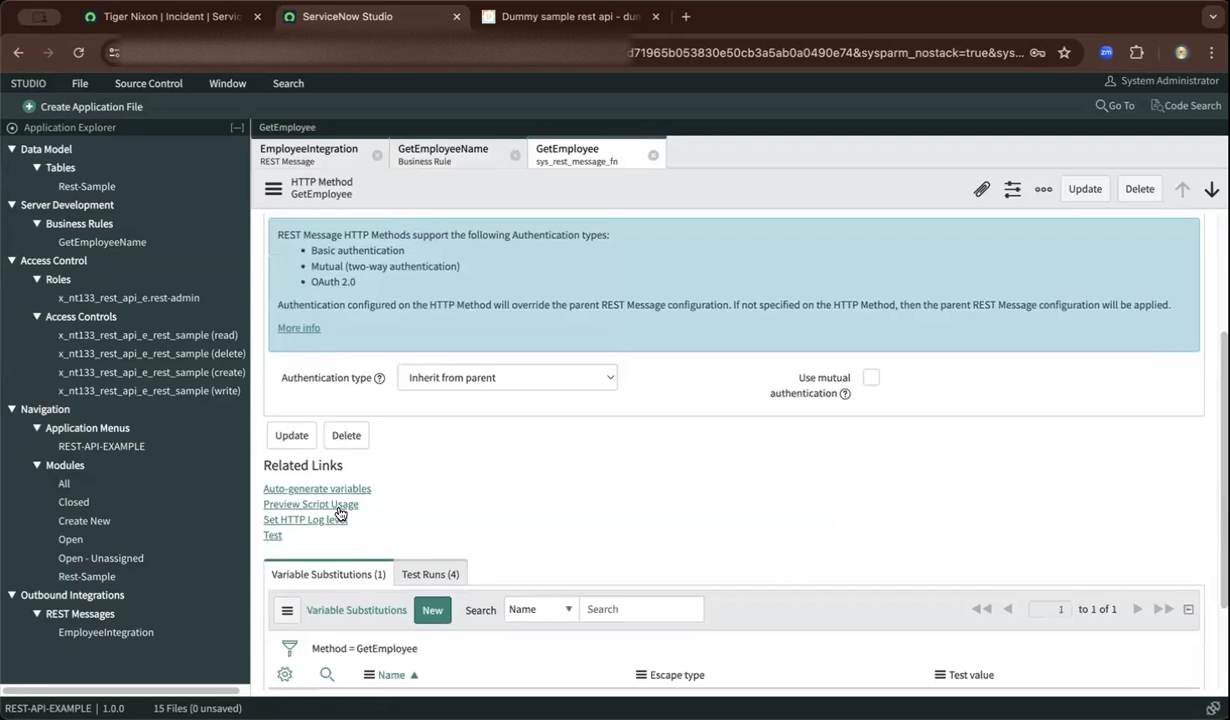 Tiger Nixon | Incident | Servic
ServiceNow Studio
Dummy sample rest api - dum
d71965b053830e50cb3a5ab0a0490e74&sysparm_nostack=true&sys...
zm
STUDIO File Source Control Window Search
System Administrator
Create Application File
Go To
Code Search
Application Explorer
[—]
GetEmployee
Data Model
Tables
Rest-Sample
Server Development
Business Rules
GetEmployeeName
Access Control
Roles
x_nt133_rest_api_e.rest-admin
Access Controls
x_nt133_rest_api_e_rest_sample (read)
x_nt133_rest_api_e_rest_sample (delete)
x_nt133_rest_api_e_rest_sample (create)
x_nt133_rest_api_e_rest_sample (write)
Navigation
Application Menus
REST-API-EXAMPLE
Modules
All
Closed
Create New
Open
Open - Unassigned
Rest-Sample
Outbound Integrations
REST Messages
EmployeeIntegration
EmployeeIntegration
REST Message
GetEmployeeName
Business Rule
GetEmployee
sys_rest_message_fn
HTTP Method
GetEmployee
Update
Delete
REST Message HTTP Methods support the following Authentication types:
• Basic authentication
• Mutual (two-way authentication)
• OAuth 2.0
Authentication configured on the HTTP Method will override the parent REST Message configuration. If not specified on the HTTP Method, then the parent REST Message configuration will be applied.
More info
Authentication type
Inherit from parent
Use mutual
authentication
Update
Delete
Related Links
Auto-generate variables
Preview Script Usage
Set HTTP Log level
Test
Variable Substitutions (1)
Test Runs (4)
Variable Substitutions
New
Search
Name
Search
1 to 1 of 1
Method = GetEmployee
Name
Escape type
Test value
REST-API-EXAMPLE | 1.0.0
15 Files (0 unsaved)